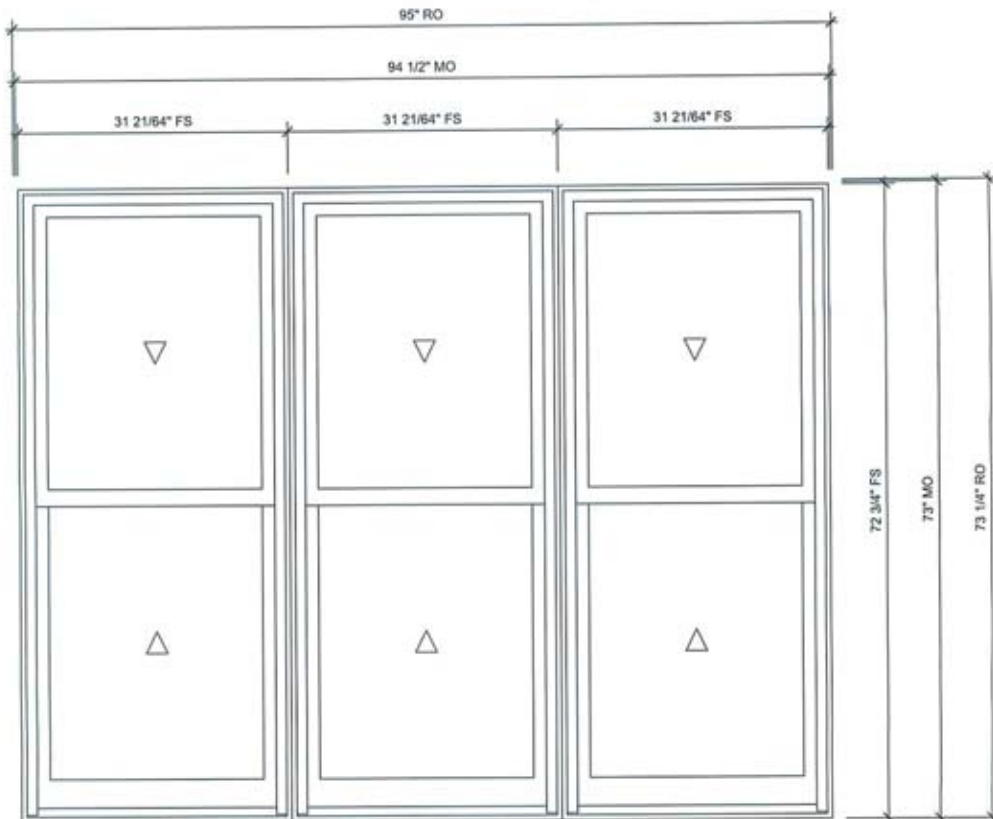 95" RO
94 1/2" MO
31 21/64" FS 31 21/64" FS 31 21/64" FS
72 3/4" FS
73" MO
73 1/4" RO